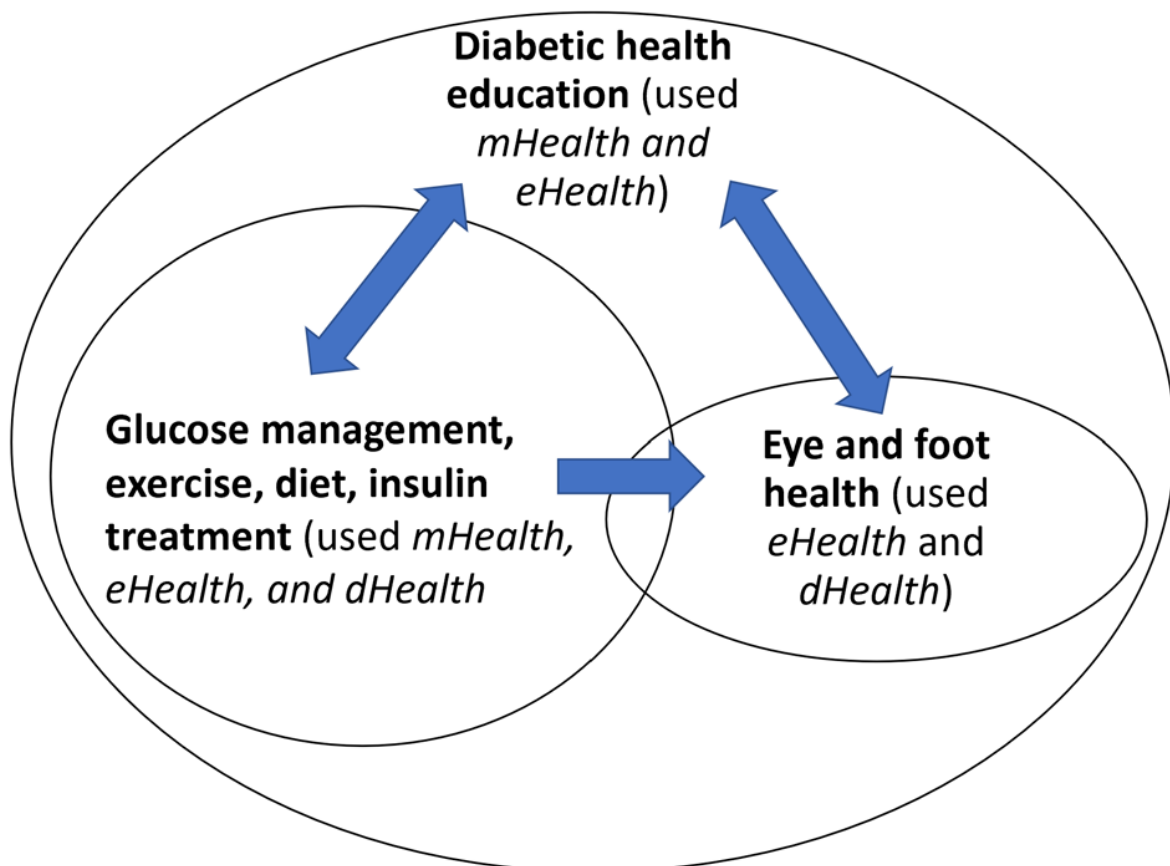 Diabetic health
education (used
mHealth and
eHealth)
Glucose management,
exercise, diet, insulin
treatment (used mHealth,
eHealth, and dHealth
Eye and foot
health (used
eHealth and
dHealth)